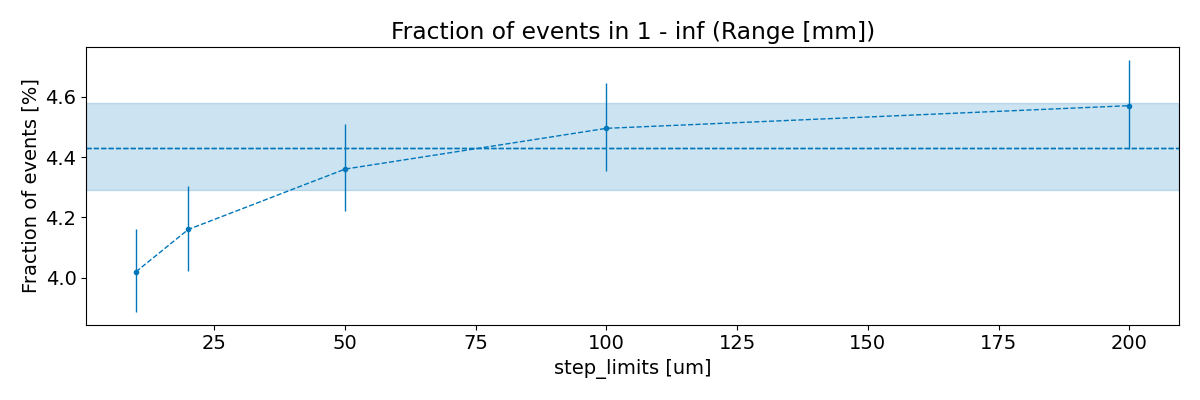 Fraction of events in 1 - inf (Range [mm])
Fraction of events [%]
4.6
4.4
4.2
4.0
25 50 75 100 125 150 175 200
step_limits [um]